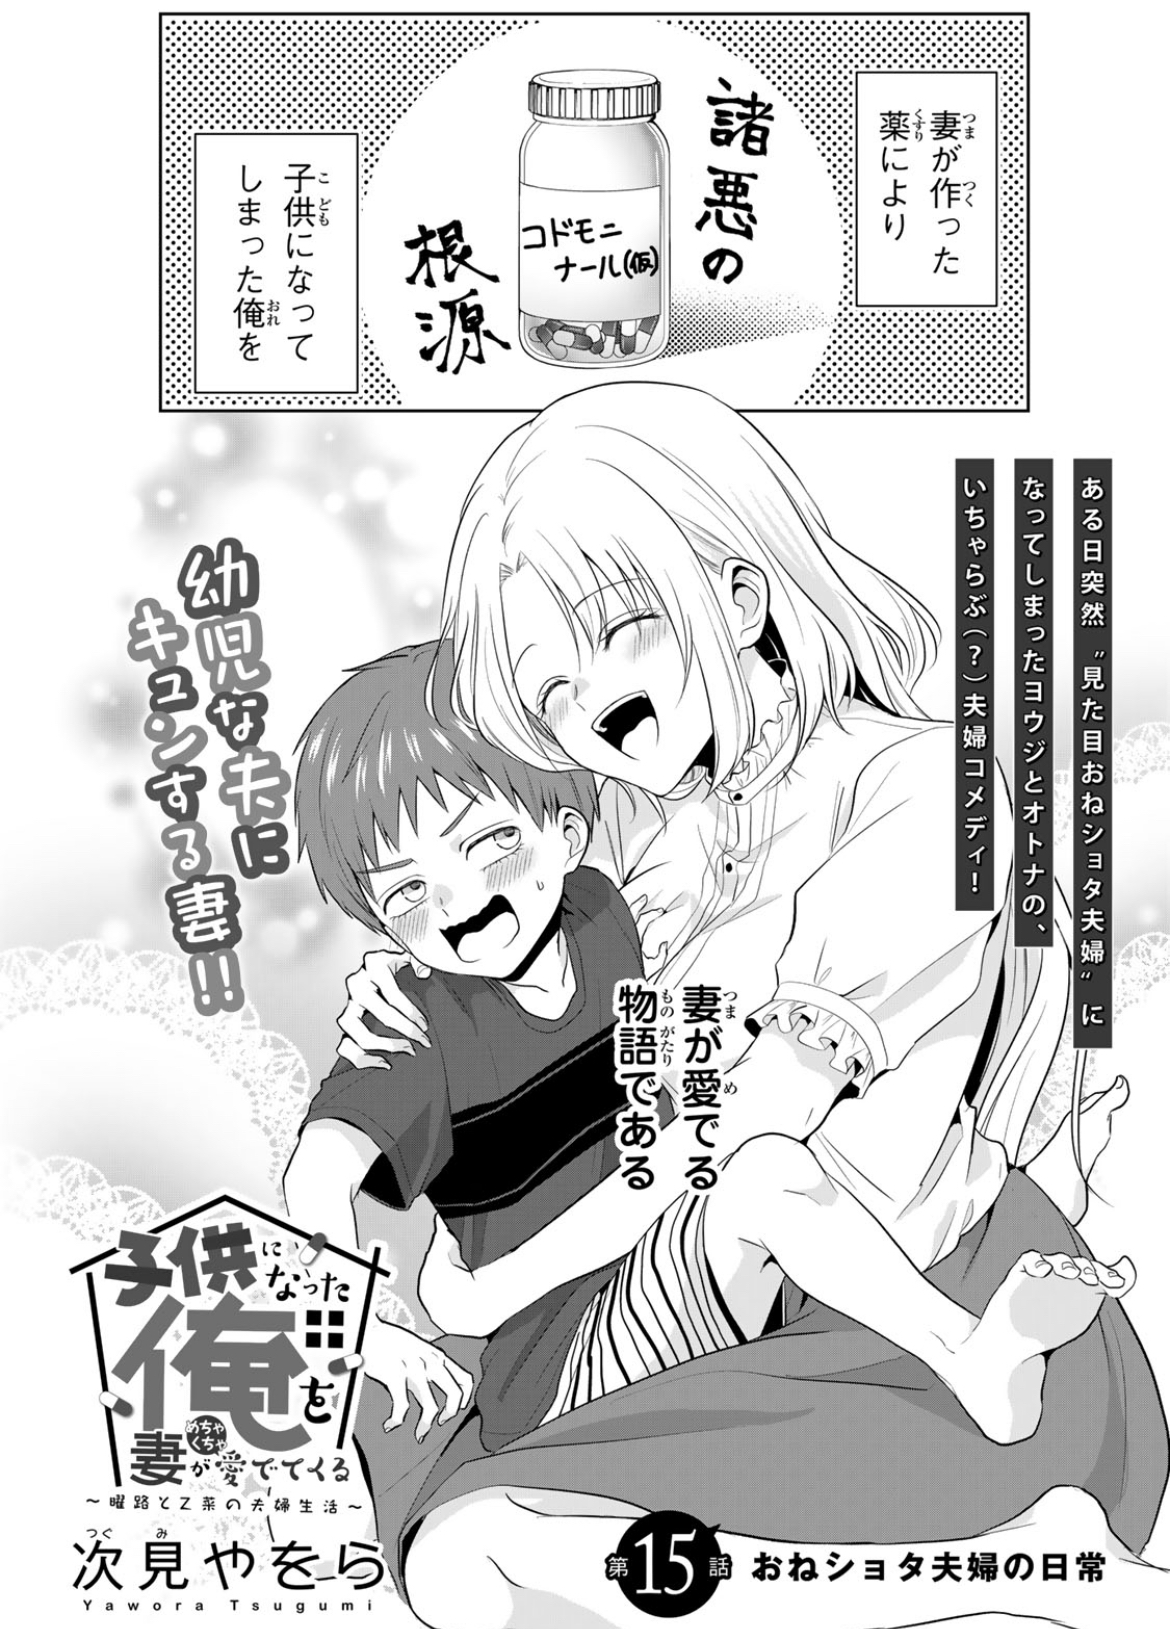 妻が作った
薬により
諸悪の
根源
コドモニ
ナール(仮)
子供になって
しまった俺を
ある日突然〝見た目おねショタ夫婦〟に
なってしまったヨウジとオトナの、
いちゃらぶ(?)夫婦コメディ!
幼児な夫に
キュンする妻!!
妻が愛でる
物語である
子供になった
俺を
妻がめちゃくちゃ愛でてくる
~曜路と乙菜の夫婦生活~
次見やをら
Yawora Tsugumi
第15話 おねショタ夫婦の日常